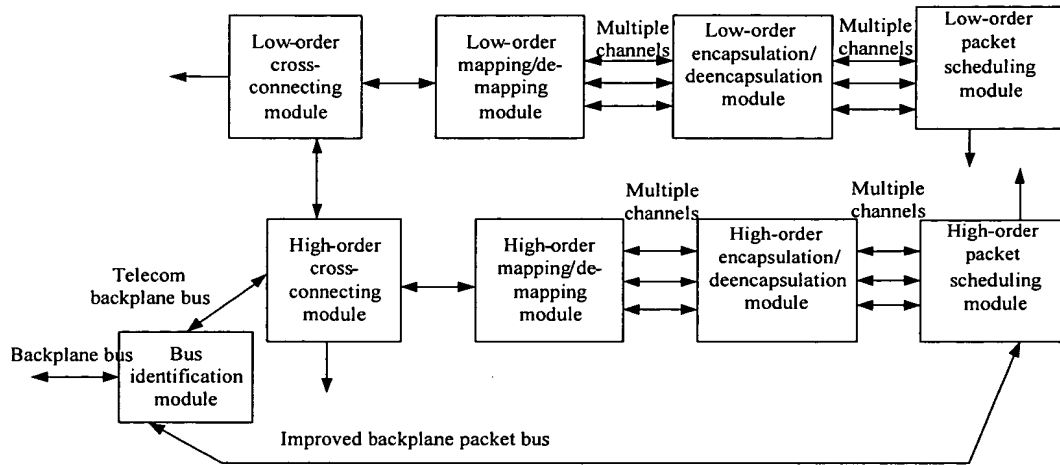 Low-order
cross-
connecting
module
Low-order
mapping/de-
mapping
module
Multiple
channels
Low-order
encapsulation/
deencapsulation
module
Multiple
channels
Low-order
packet
scheduling
module
High-order
cross-
connecting
module
High-order
mapping/de-
mapping
module
Multiple
channels
High-order
encapsulation/
deencapsulation
module
Multiple
channels
High-order
packet
scheduling
module
Telecom
backplane bus
Backplane bus
Bus
identification
module
Improved backplane packet bus